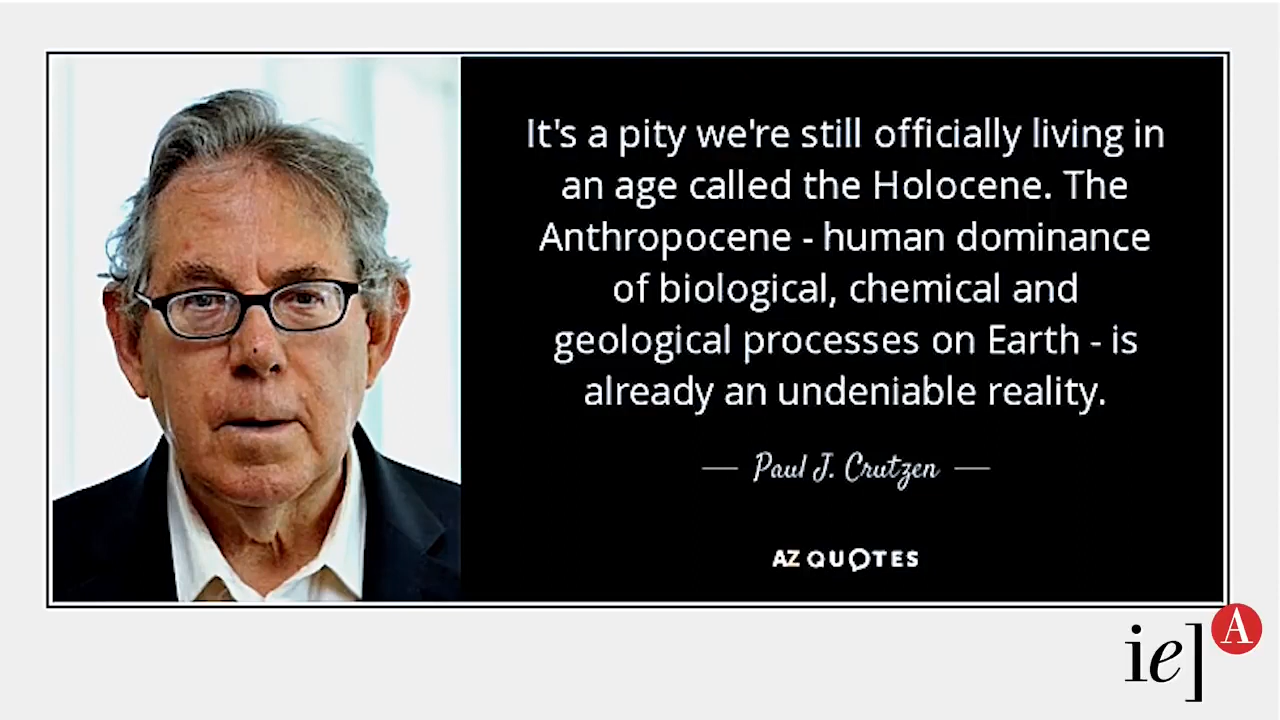 It's a pity we're still officially living in
an age called the Holocene. The
Anthropocene - human dominance
of biological, chemical and
geological processes on Earth - is
already an undeniable reality.
Paul J. Crutzen
AZ QUOTES
ie] A